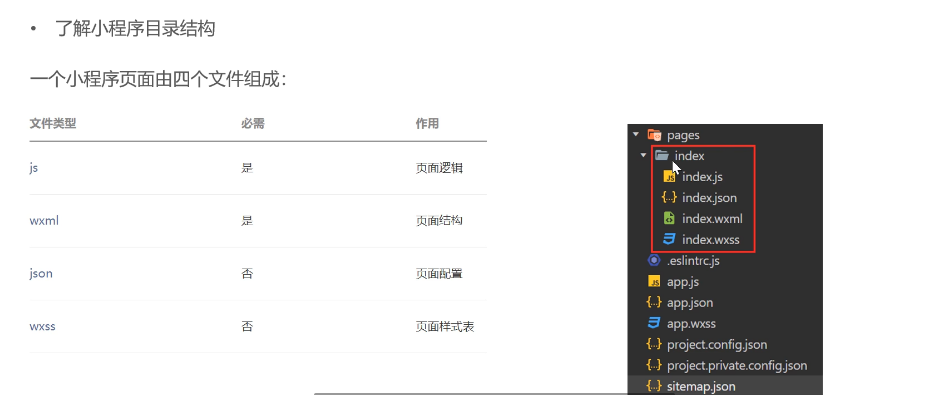 • 了解小程序目录结构
一个小程序页面由四个文件组成：
文件类型 必需 作用
js 是 页面逻辑
wxml 是 页面结构
json 否 页面配置
wxss 否 页面样式表
pages
index
index.js
index.json
index.wxml
index.wxss
.eslintrc.js
app.js
app.json
app.wxss
project.config.json
project.private.config.json
sitemap.json